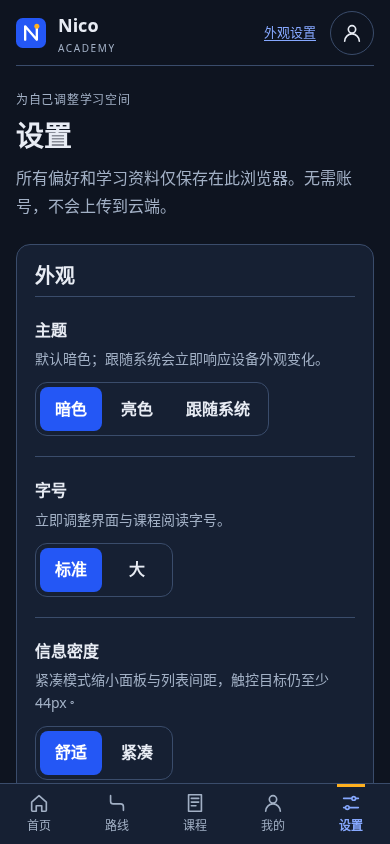 Nico
ACADEMY
外观设置
为自己调整学习空间
设置
所有偏好和学习资料仅保存在此浏览器。无需账
号，不会上传到云端。
外观
主题
默认暗色；跟随系统会立即响应设备外观变化。
暗色 亮色 跟随系统
字号
立即调整界面与课程阅读字号。
标准 大
信息密度
紧凑模式缩小面板与列表间距，触控目标仍至少
44px。
舒适 紧凑
首页 路线 课程 我的 设置